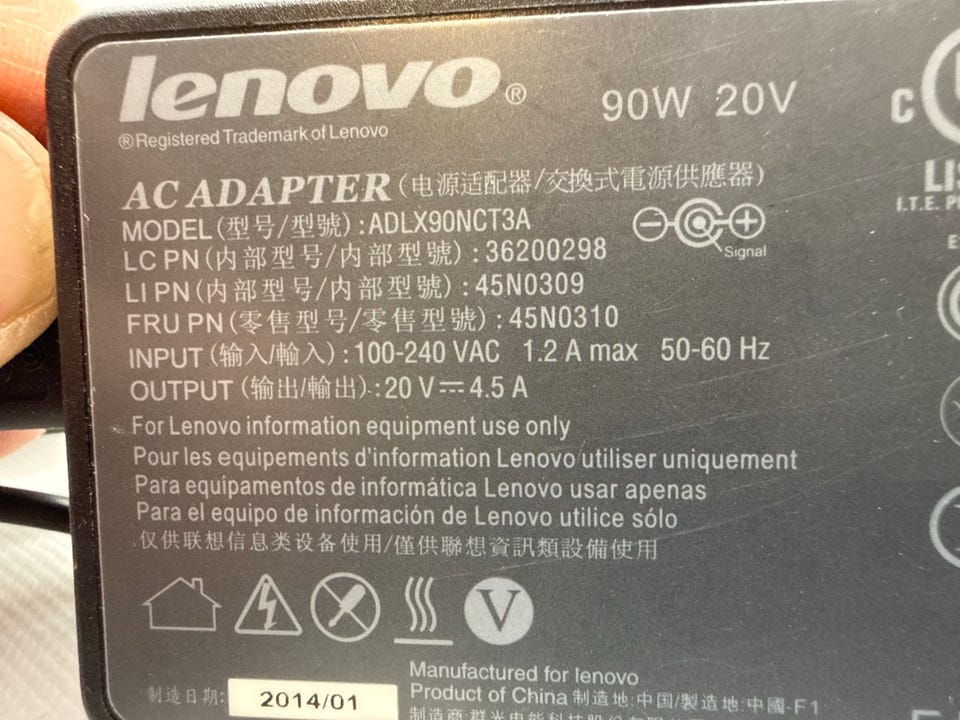 lenovo® 90W 20V
®Registered Trademark of Lenovo
AC ADAPTER (电源适配器/交換式電源供應器)
MODEL (型号/型號) : ADLX90NCT3A
Signal
LC PN (内部型号/内部型號) : 36200298
LI PN (内部型号/内部型號) : 45N0309
FRU PN (零售型号/零售型號) : 45N0310
INPUT (输入/輸入) : 100-240 VAC 1.2 A max 50-60 Hz
OUTPUT (输出/輸出) : 20 V⎓4.5 A
For Lenovo information equipment use only
Pour les equipements d'information Lenovo utiliser uniquement
Para equipamentos de informática Lenovo usar apenas
Para el equipo de información de Lenovo utilice sólo
仅供联想信息类设备使用/僅供聯想資訊類設備使用
V
Manufactured for lenovo
Product of China 制造地:中国/製造地:中國-F1
制造日期: 2014/01
C
I.T.E.